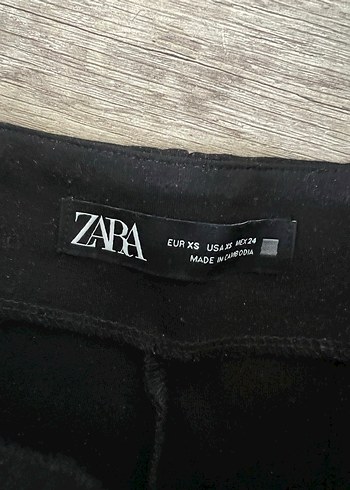 ZARA
EUR XS USA XS MEX 24
MADE IN CAMBODIA